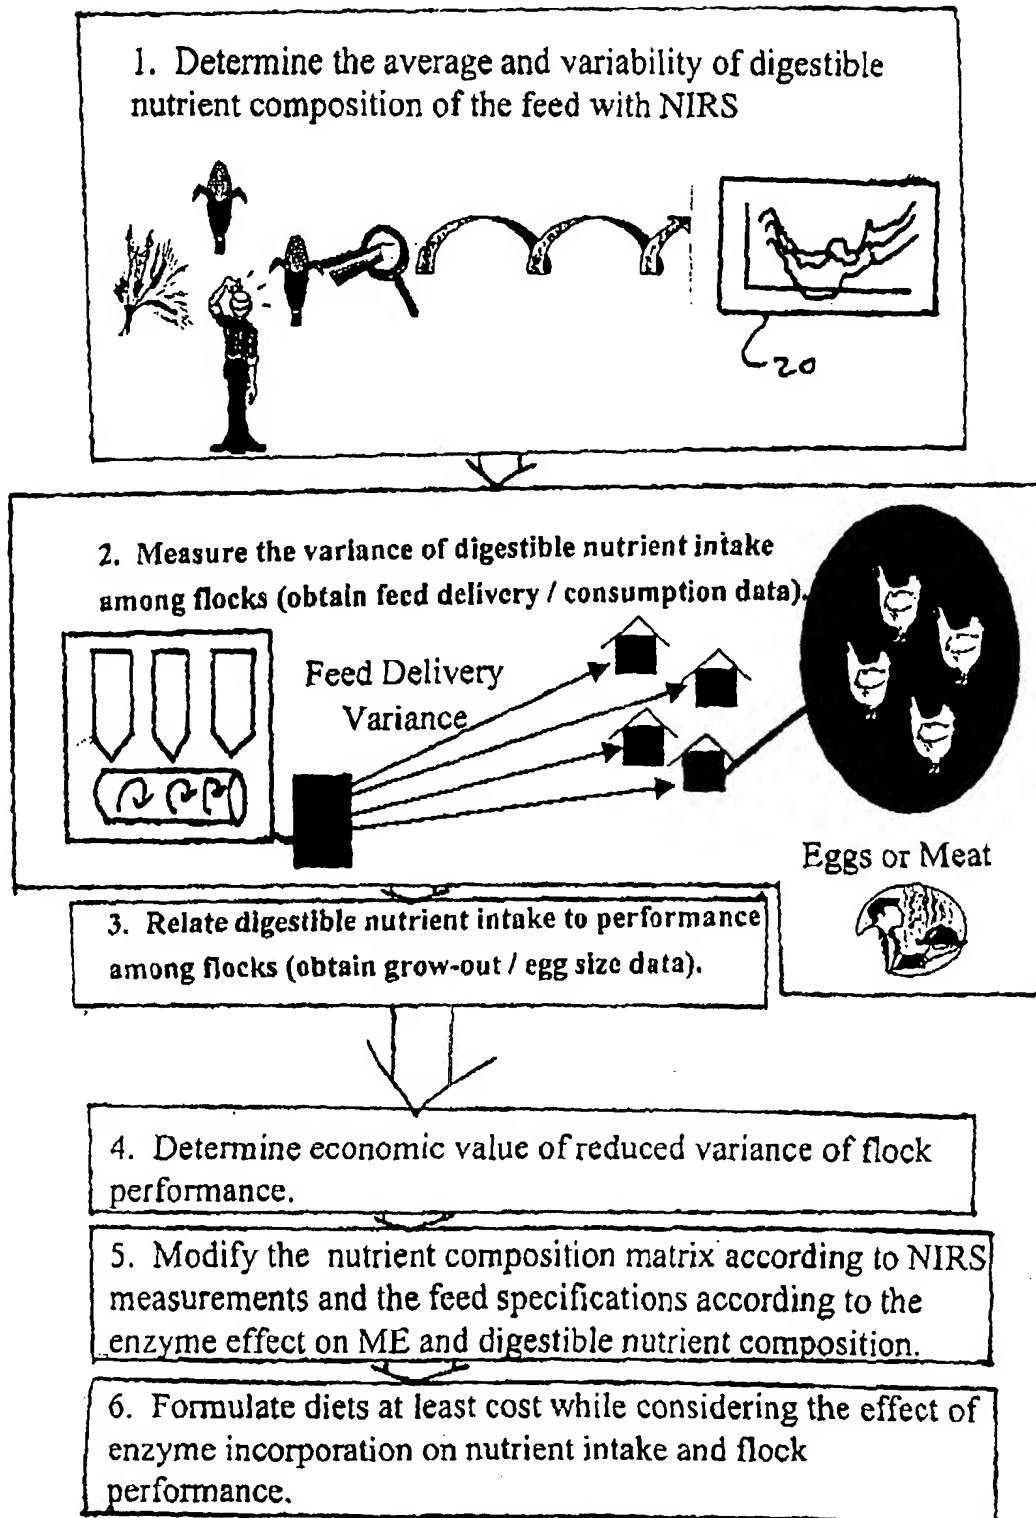 1. Determine the average and variability of digestible
nutrient composition of the feed with NIRS
20
2. Measure the variance of digestible nutrient intake
among flocks (obtain feed delivery / consumption data).
Feed Delivery
Variance
Eggs or Meat
3. Relate digestible nutrient intake to performance
among flocks (obtain grow-out / egg size data).
4. Determine economic value of reduced variance of flock
performance.
5. Modify the nutrient composition matrix according to NIRS
measurements and the feed specifications according to the
enzyme effect on ME and digestible nutrient composition.
6. Formulate diets at least cost while considering the effect of
enzyme incorporation on nutrient intake and flock
performance.